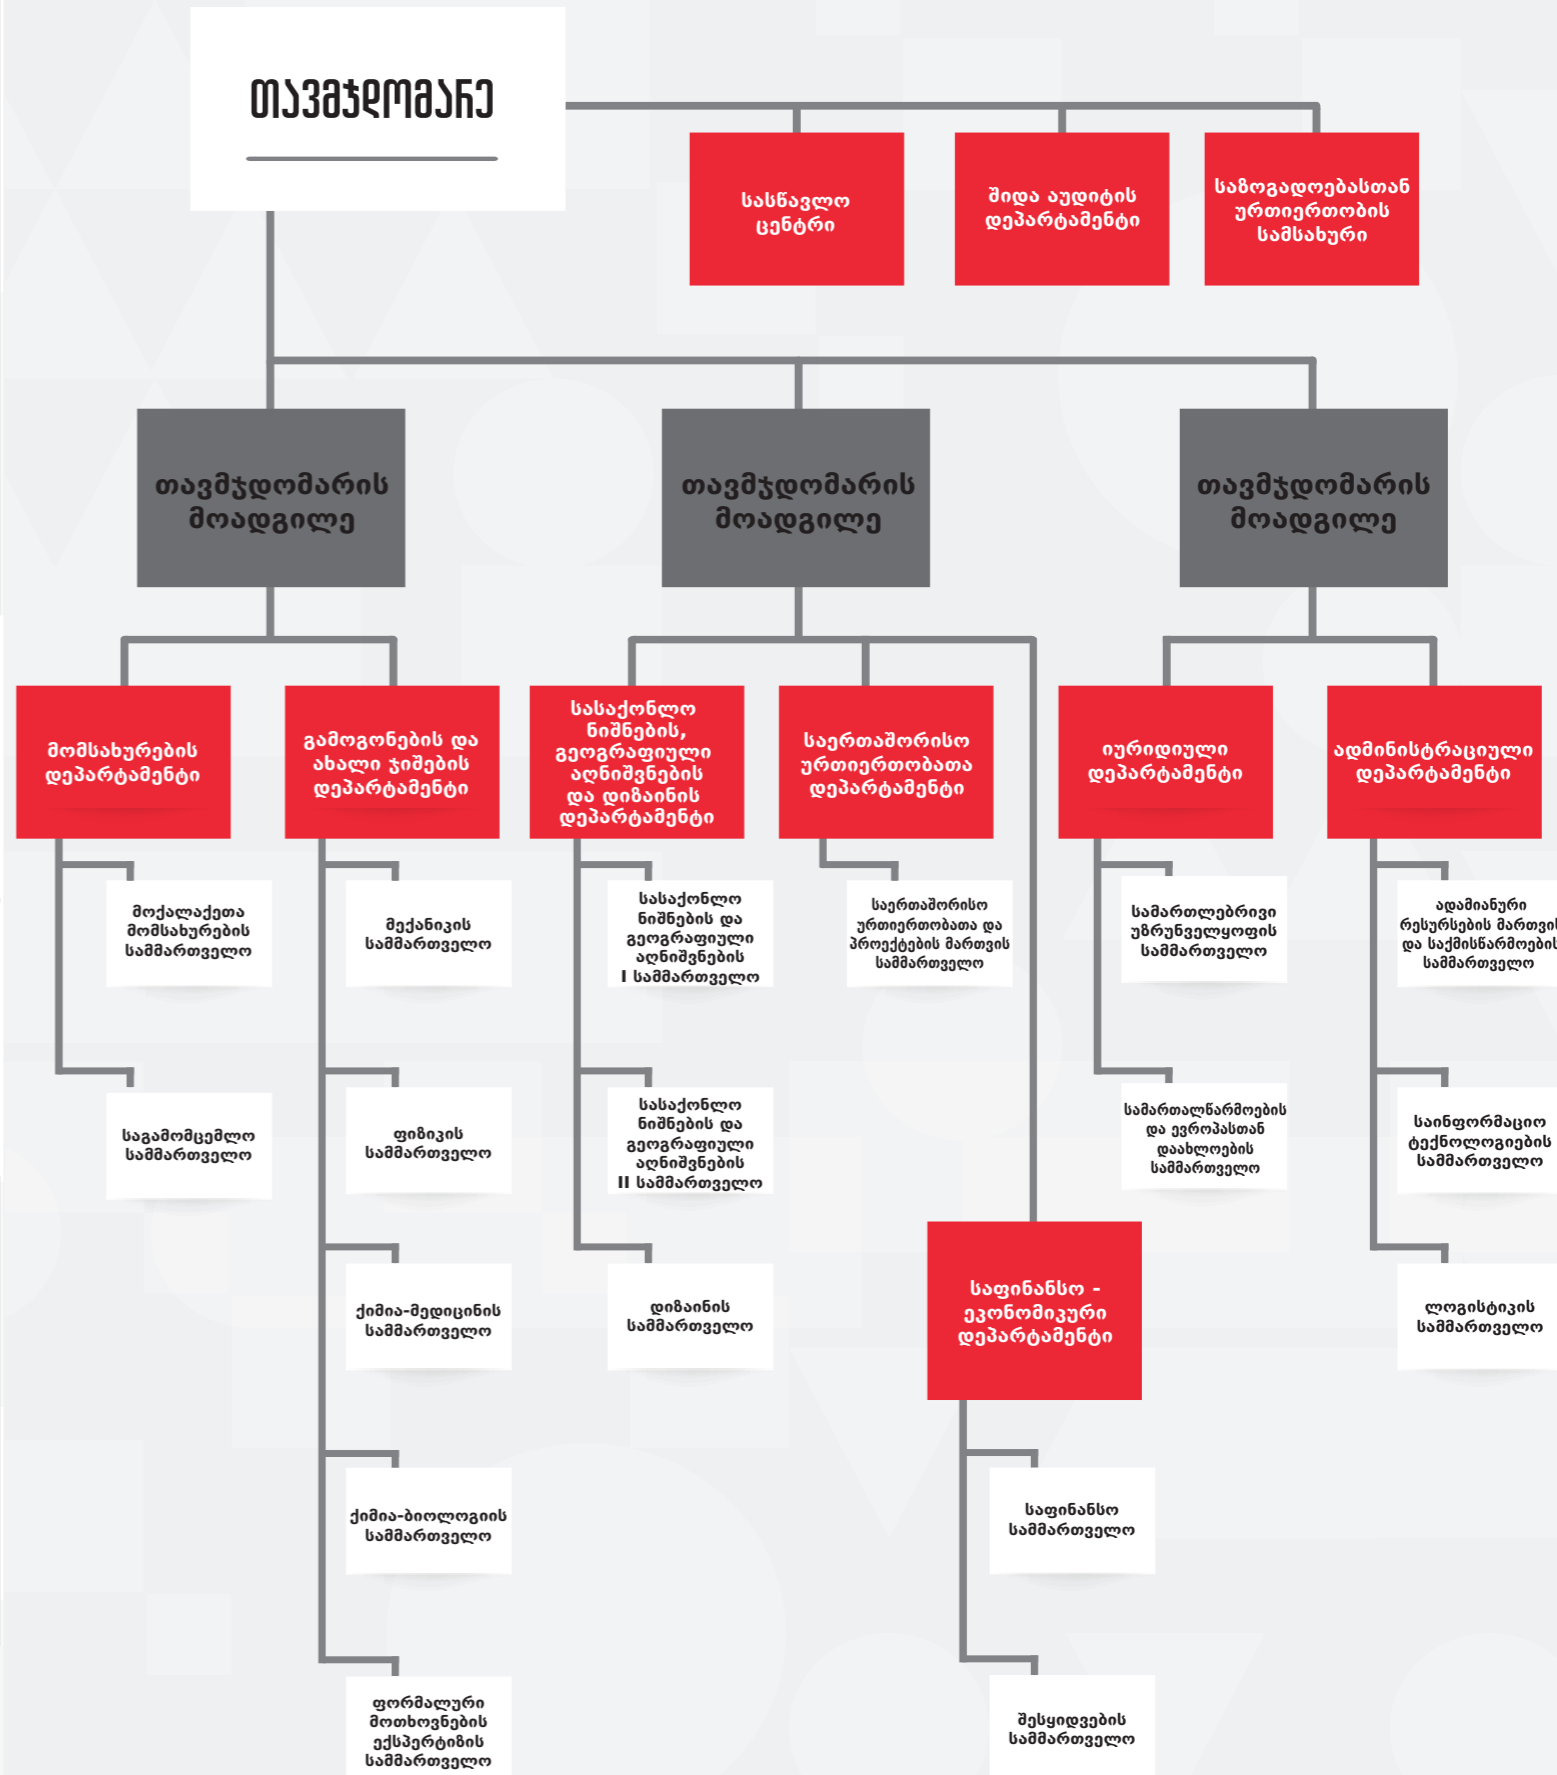 თავმჯდომარე
სასწავლო
ცენტრი
შიდა აუდიტის
დეპარტამენტი
საზოგადოებასთან
ურთიერთობის
სამსახური
თავმჯდომარის
მოადგილე
თავმჯდომარის
მოადგილე
თავმჯდომარის
მოადგილე
მომსახურების
დეპარტამენტი
გამოგონების და
ახალი ჯიშების
დეპარტამენტი
სასაქონლო
ნიშნების,
გეოგრაფიული
აღნიშვნების
და დიზაინის
დეპარტამენტი
საერთაშორისო
ურთიერთობათა
დეპარტამენტი
იურიდიული
დეპარტამენტი
ადმინისტრაციული
დეპარტამენტი
მოქალაქეთა
მომსახურების
სამმართველო
მექანიკის
სამმართველო
სასაქონლო
ნიშნების და
გეოგრაფიული
აღნიშვნების
I სამმართველო
საერთაშორისო
ურთიერთობათა და
პროექტების მართვის
სამმართველო
სამართლებრივი
უზრუნველყოფის
სამმართველო
ადამიანური
რესურსების მართვის
და საქმისწარმოების
სამმართველო
საგამომცემლო
სამმართველო
ფიზიკის
სამმართველო
სასაქონლო
ნიშნების და
გეოგრაფიული
აღნიშვნების
II სამმართველო
სამართალწარმოების
და ევროპასთან
დაახლოების
სამმართველო
საინფორმაციო
ტექნოლოგიების
სამმართველო
ქიმია-მედიცინის
სამმართველო
დიზაინის
სამმართველო
საფინანსო -
ეკონომიკური
დეპარტამენტი
ლოგისტიკის
სამმართველო
ქიმია-ბიოლოგიის
სამმართველო
საფინანსო
სამმართველო
ფორმალური
მოთხოვნების
ექსპერტიზის
სამმართველო
შესყიდვების
სამმართველო